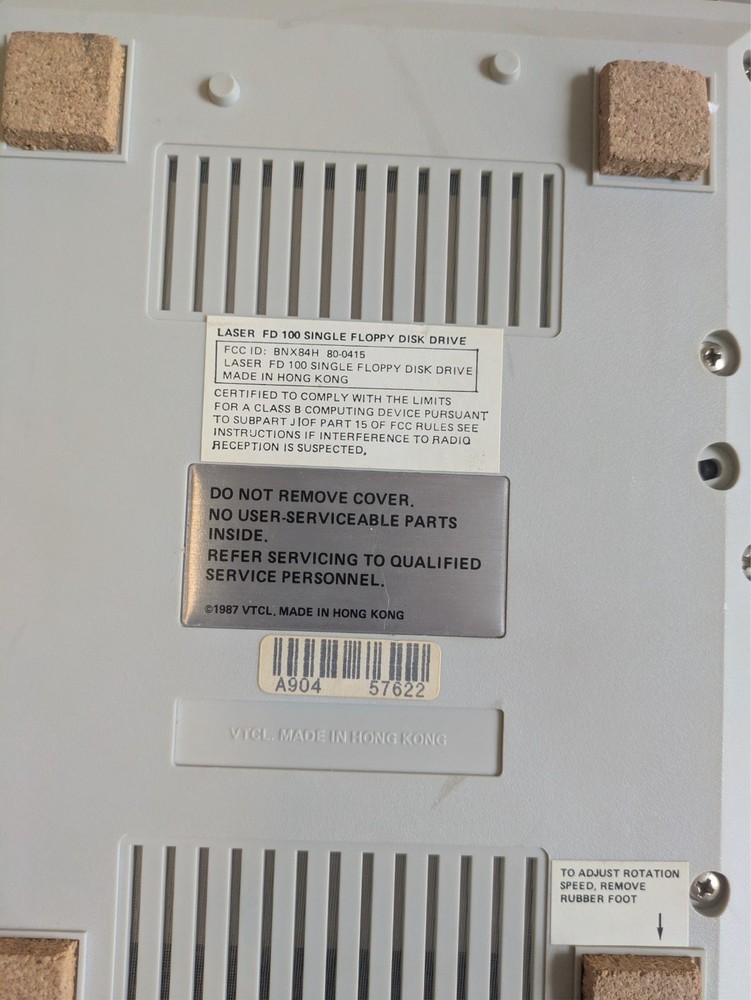 LASER FD 100 SINGLE FLOPPY DISK DRIVE
FCC ID: BNX84H 80-0415
LASER FD 100 SINGLE FLOPPY DISK DRIVE
MADE IN HONG KONG
CERTIFIED TO COMPLY WITH THE LIMITS
FOR A CLASS B COMPUTING DEVICE PURSUANT
TO SUBPART J OF PART 15 OF FCC RULES SEE
INSTRUCTIONS IF INTERFERENCE TO RADIO
RECEPTION IS SUSPECTED.
DO NOT REMOVE COVER.
NO USER-SERVICEABLE PARTS
INSIDE.
REFER SERVICING TO QUALIFIED
SERVICE PERSONNEL.
©1987 VTCL. MADE IN HONG KONG
A904 57622
VTCL. MADE IN HONG KONG
TO ADJUST ROTATION
SPEED, REMOVE
RUBBER FOOT